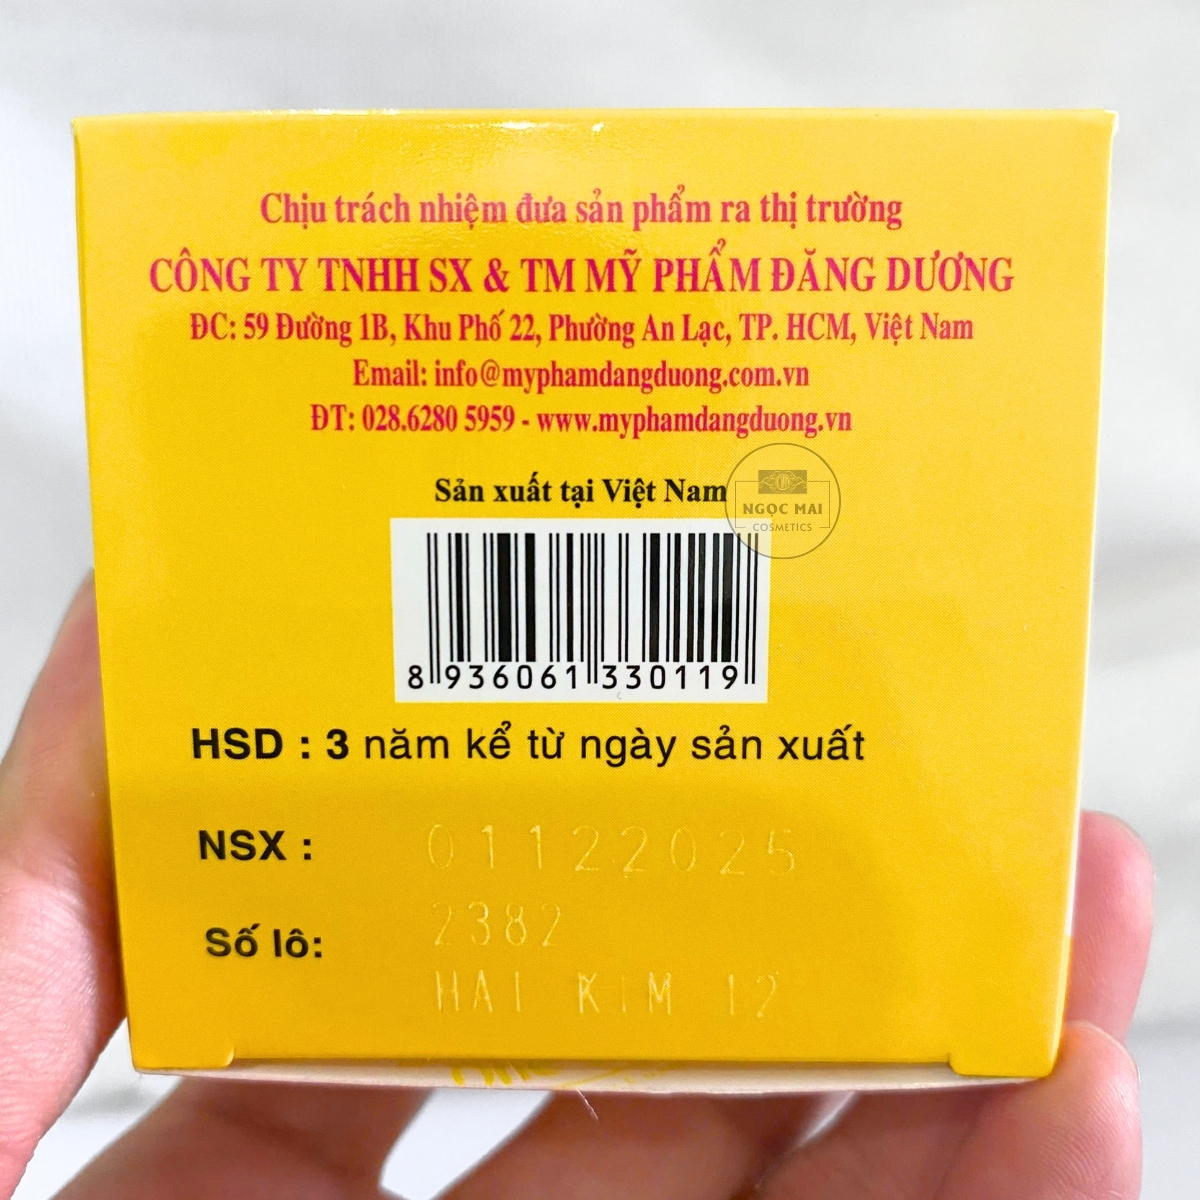 Chịu trách nhiệm đưa sản phẩm ra thị trường
CÔNG TY TNHH SX & TM MỸ PHẨM ĐĂNG DƯƠNG
ĐC: 59 Đường 1B, Khu Phố 22, Phường An Lạc, TP. HCM, Việt Nam
Email: info@myphamdangduong.com.vn
ĐT: 028.6280 5959 - www.myphamdangduong.vn
Sản xuất tại Việt Nam
NGỌC MAI
COSMETICS
8 936061 330119
HSD : 3 năm kể từ ngày sản xuất
NSX : 01122025
Số lô: 2382
HAI KIM 12